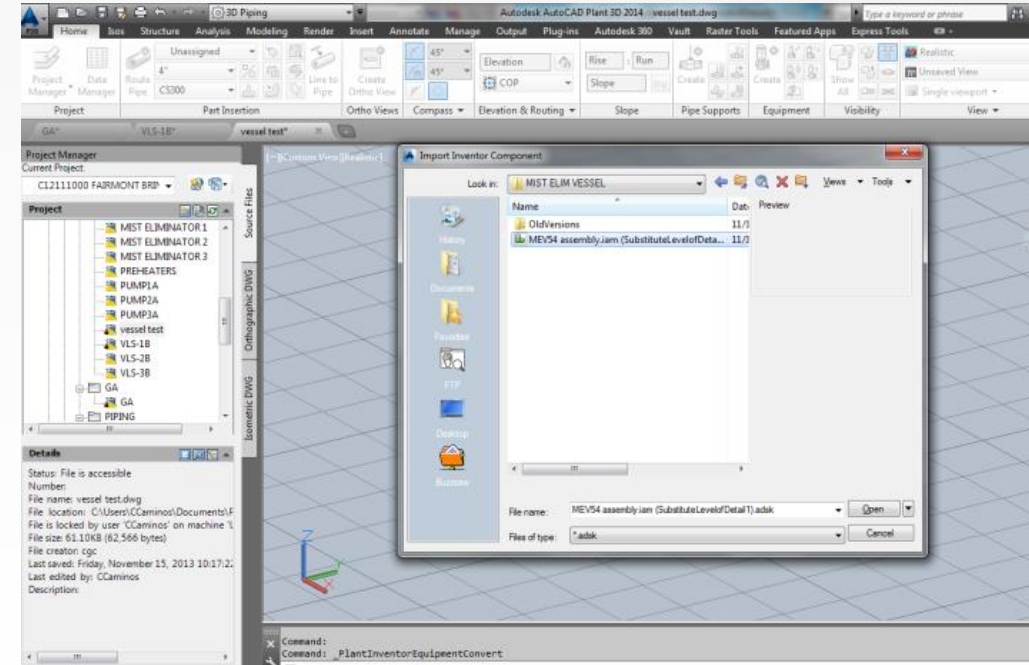 3D Piping
Autodesk AutoCAD Plant 3D 2014 vessel test.dwg
Type a keyword or phrase
Home Isos Structure Analysis Modeling Render Insert Annotate Manage Output Plug-ins Autodesk 360 Vault Raster Tools Featured Apps Express Tools
Project Manager
Data Manager
Route Pipe
Unassigned
4"
CS300
Line to Pipe
Create Ortho View
45°
45°
Elevation
COP
Rise
Run
Slope
Create
Create
Show All
Realistic
Unsaved View
Single viewport
Project
Part Insertion
Ortho Views
Compass
Elevation & Routing
Slope
Pipe Supports
Equipment
Visibility
View
GA*
VLS-1B*
vessel test*
Project Manager
Current Project:
Project
MIST ELIMINATOR 1
MIST ELIMINATOR 2
MIST ELIMINATOR 3
PREHEATERS
PUMP1A
PUMP2A
PUMP3A
vessel test
VLS-1B
VLS-2B
VLS-3B
GA
GA
PIPING
Source Files
Orthographic DWG
Isometric DWG
Details
Status: File is accessible
Number:
File name: vessel test.dwg
File location: C:\Users\CCaminos\Documents\
File is locked by user 'CCaminos' on machine
File size: 61.10KB (62,566 bytes)
File creator: cgc
Last saved: Friday, November 15, 2013 10:17:2
Last edited by: CCaminos
Description:
[-][Custom View][Realistic]
Import Inventor Component
Look in:
MIST ELIM VESSEL
Views
Tools
Name
Dat
Preview
OldVersions
11/
MEV54 assembly.iam (SubstituteLevelofDeta...
11/
History
Documents
Favorites
FTP
Desktop
Buzzsaw
File name:
MEV54 assembly.iam (SubstituteLevelofDetail1).adsk
Open
Files of type:
*.adsk
Cancel
Z
Command:
Command: _PlantInventorEquipmentConvert